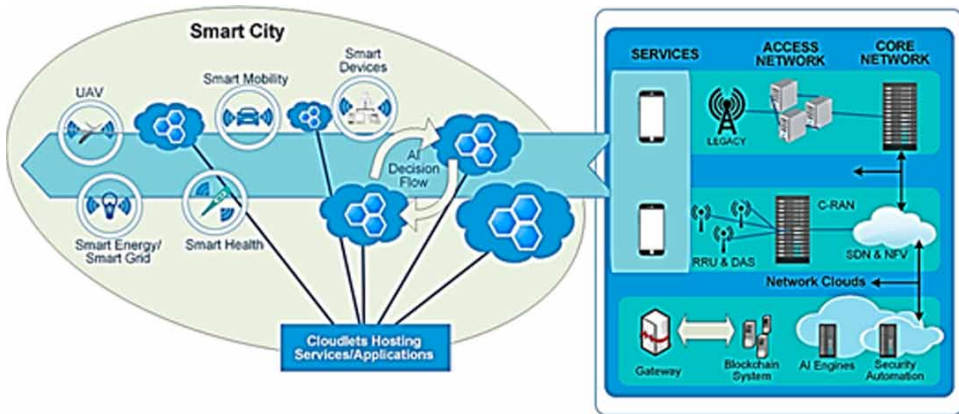 Smart City
UAV
Smart Mobility
Smart
Devices
AI
Decision
Flow
Smart Energy/
Smart Grid
Smart Health
Cloudlets Hosting
Services/Applications
SERVICES
ACCESS
NETWORK
CORE
NETWORK
LEGACY
C-RAN
RRU & DAS
SDN & NFV
Network Clouds
Gateway
Blockchain
System
AI Engines
Security
Automation